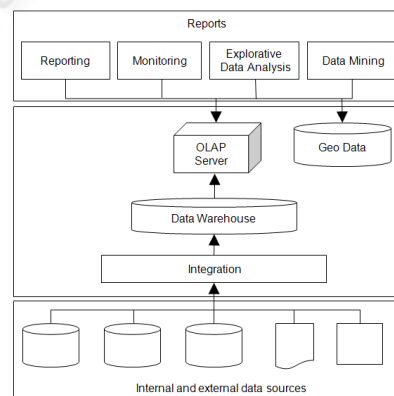 Reports
Reporting
Monitoring
Explorative
Data Analysis
Data Mining
OLAP
Server
Geo Data
Data Warehouse
Integration
Internal and external data sources